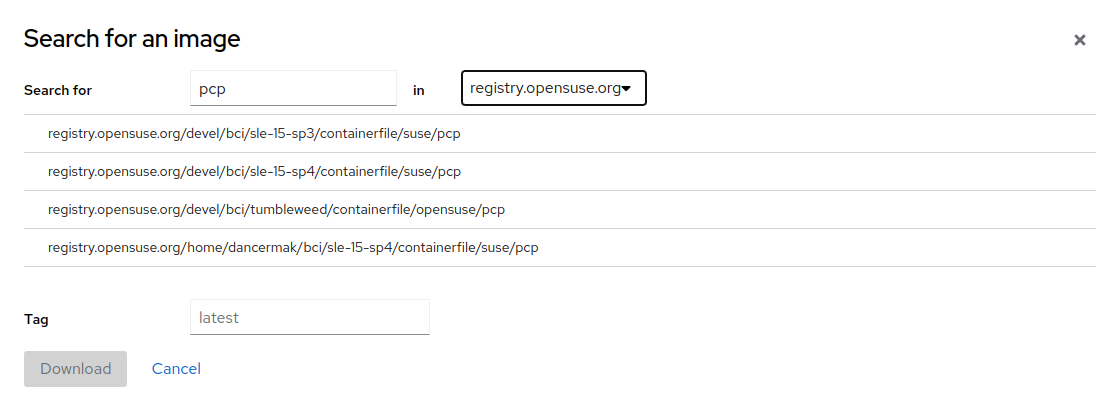 Search for an image
Search for pcp in registry.opensuse.org
registry.opensuse.org/devel/bci/sle-15-sp3/containerfile/suse/pcp
registry.opensuse.org/devel/bci/sle-15-sp4/containerfile/suse/pcp
registry.opensuse.org/devel/bci/tumbleweed/containerfile/opensuse/pcp
registry.opensuse.org/home/dancermak/bci/sle-15-sp4/containerfile/suse/pcp
Tag latest
Download Cancel